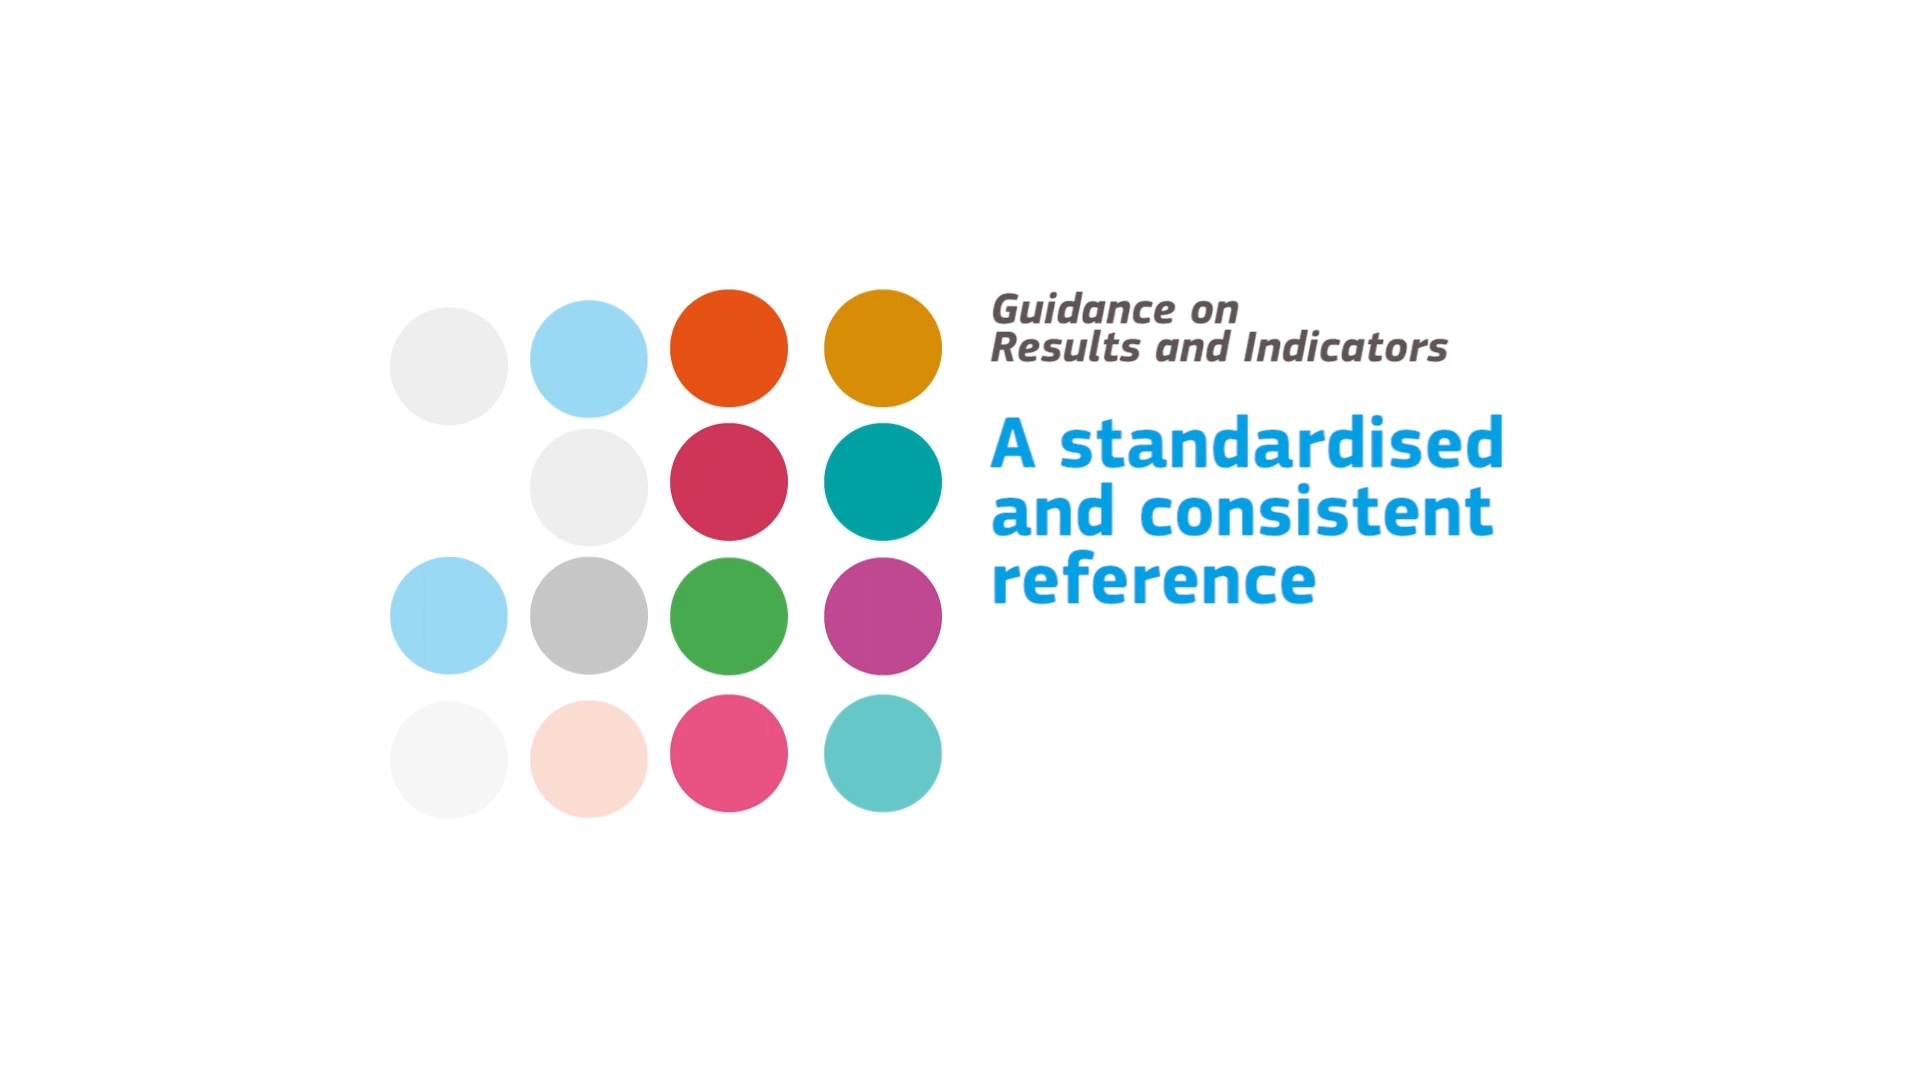 Guidance on
Results and Indicators
A standardised
and consistent
reference